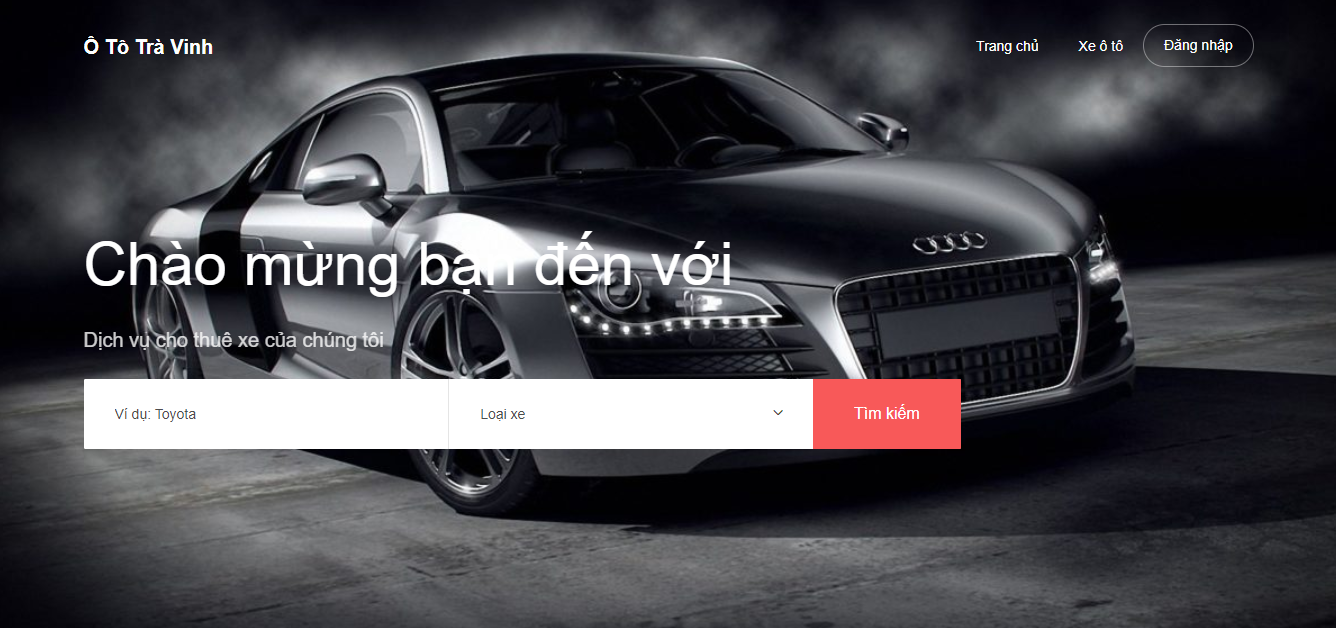 Ô Tô Trà Vinh
Trang chủ
Xe ô tô
Đăng nhập
Chào mừng bạn đến với
Dịch vụ cho thuê xe của chúng tôi
Ví dụ: Toyota
Loại xe
Tìm kiếm